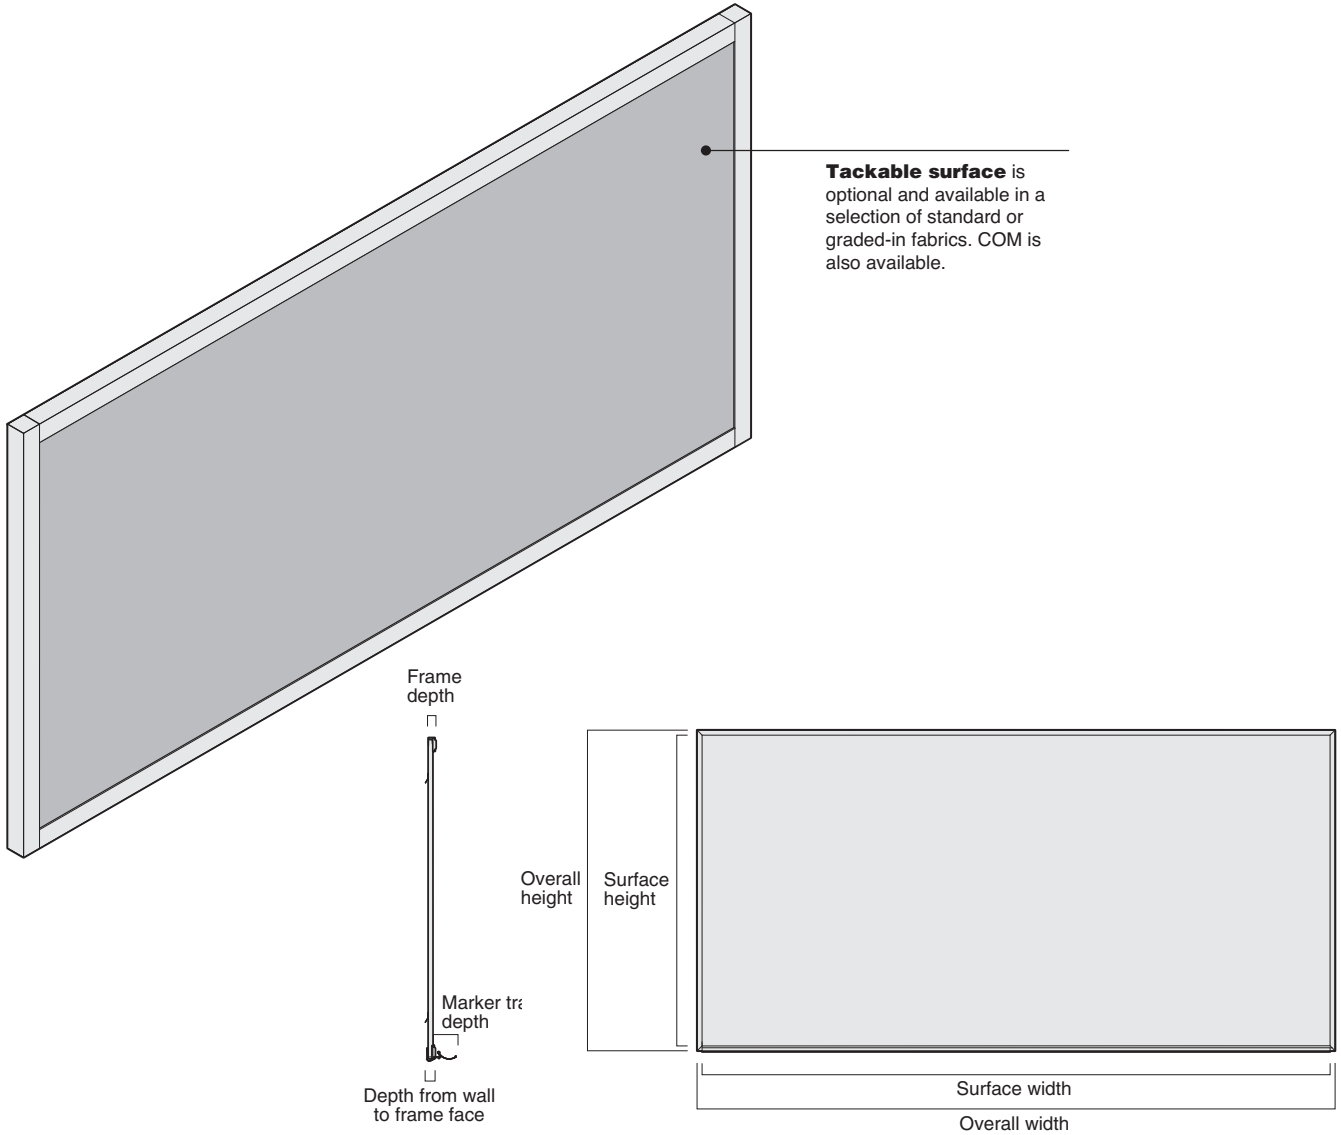 Tackable surface is
optional and available in a
selection of standard or
graded-in fabrics. COM is
also available.
Frame
depth
Overall
height
Surface
height
Marker
depth
Depth from wall
to frame face
Surface width
Overall width